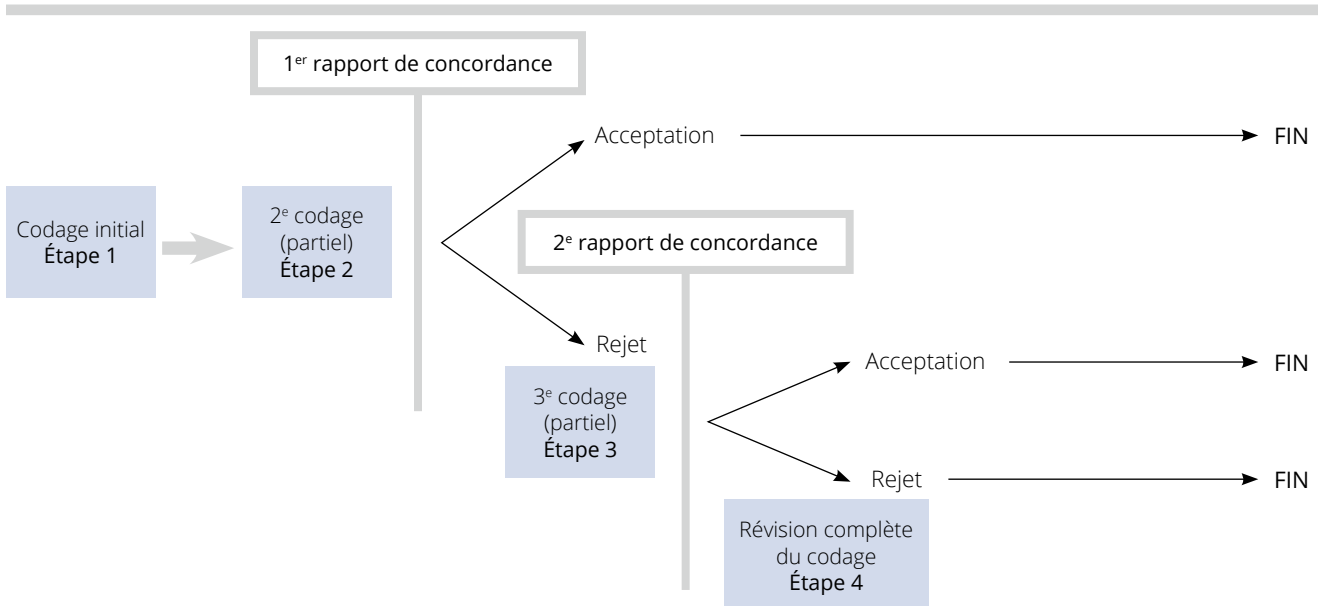 1er rapport de concordance
Acceptation
FIN
Codage initial
Étape 1
2e codage
(partiel)
Étape 2
2e rapport de concordance
Rejet
3e codage
(partiel)
Étape 3
Acceptation
FIN
Rejet
FIN
Révision complète
du codage
Étape 4